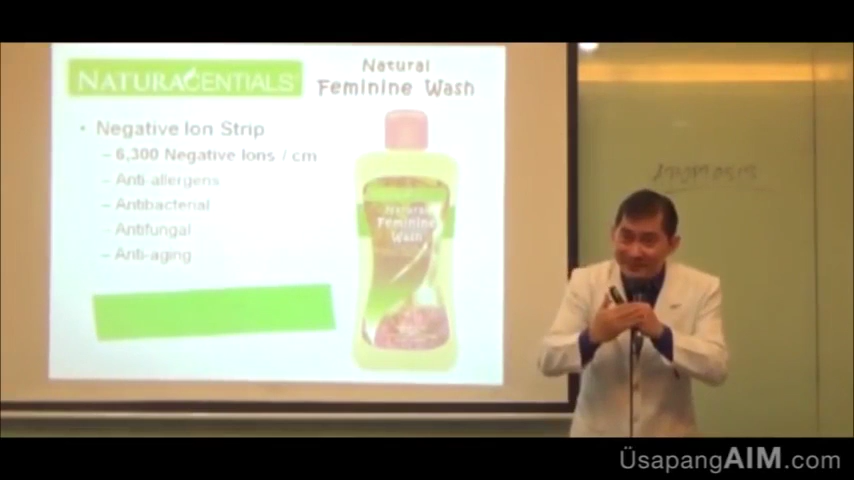 NATURACENTIALS
Natural
Feminine Wash
• Negative Ion Strip
– 6,300 Negative Ions / cm
– Anti-allergens
– Antibacterial
– Antifungal
– Anti-aging
Natural
Feminine
Wash
ÜsapangAIM.com